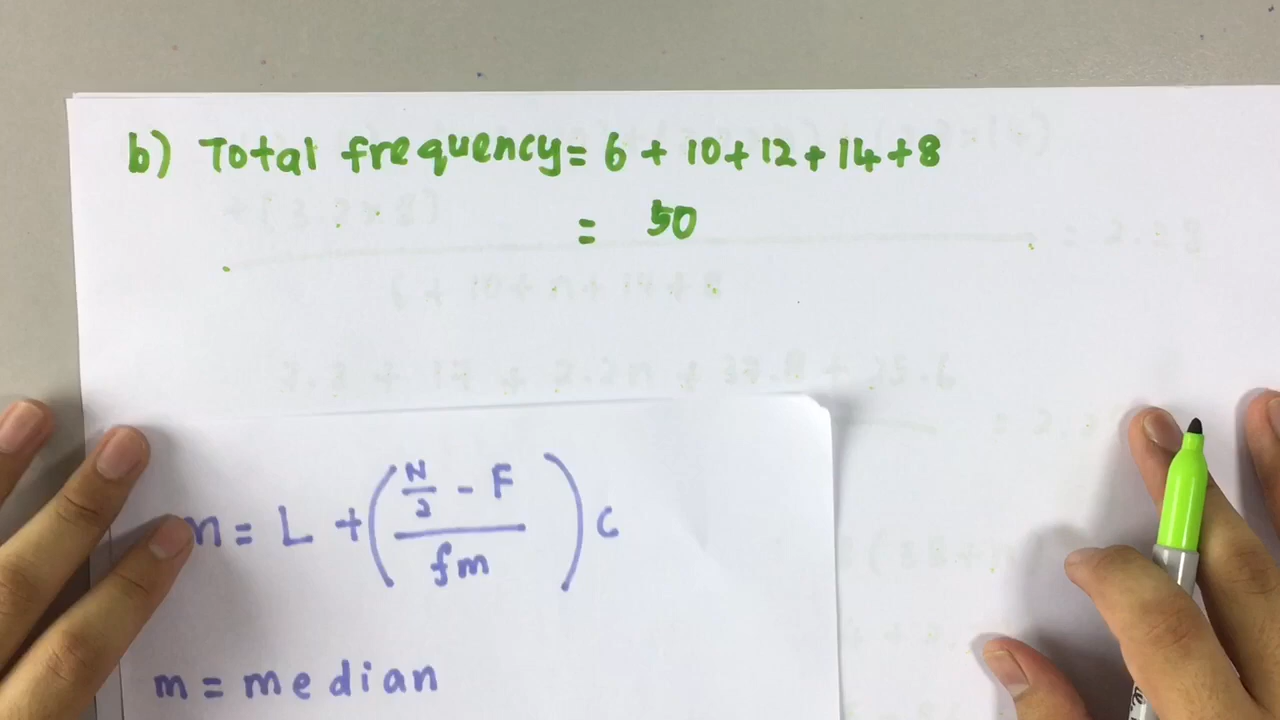 b) Total frequency = 6 + 10 + 12 + 14 + 8
= 50
m = L + ( (N/2 - F) / fm ) c
m = median